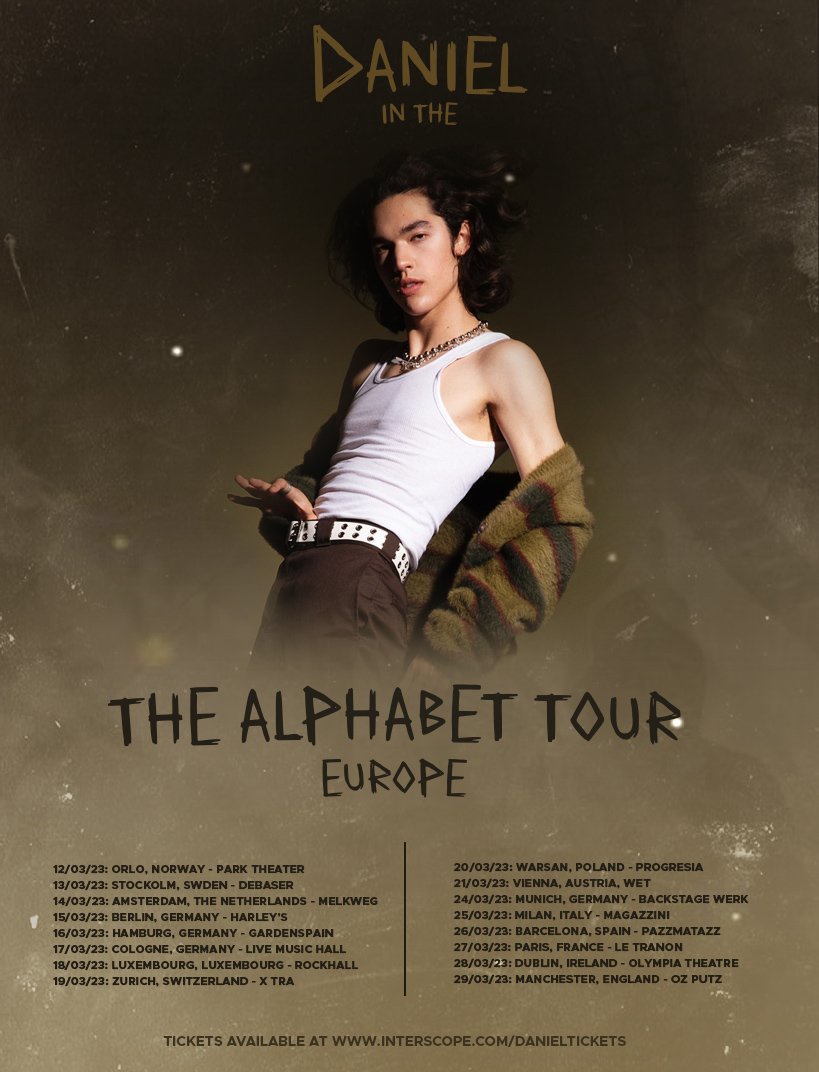 DANIEL
IN THE
THE ALPHABET TOUR
EUROPE
12/03/23: ORLO, NORWAY - PARK THEATER
13/03/23: STOCKOLM, SWDEN - DEBASER
14/03/23: AMSTERDAM, THE NETHERLANDS - MELKWEG
15/03/23: BERLIN, GERMANY - HARLEY'S
16/03/23: HAMBURG, GERMANY - GARDENSPAIN
17/03/23: COLOGNE, GERMANY - LIVE MUSIC HALL
18/03/23: LUXEMBOURG, LUXEMBOURG - ROCKHALL
19/03/23: ZURICH, SWITZERLAND - X TRA
20/03/23: WARSAN, POLAND - PROGRESIA
21/03/23: VIENNA, AUSTRIA, WET
24/03/23: MUNICH, GERMANY - BACKSTAGE WERK
25/03/23: MILAN, ITALY - MAGAZZINI
26/03/23: BARCELONA, SPAIN - PAZZMATAZZ
27/03/23: PARIS, FRANCE - LE TRANON
28/03/23: DUBLIN, IRELAND - OLYMPIA THEATRE
29/03/23: MANCHESTER, ENGLAND - OZ PUTZ
TICKETS AVAILABLE AT WWW.INTERSCOPE.COM/DANIELTICKETS